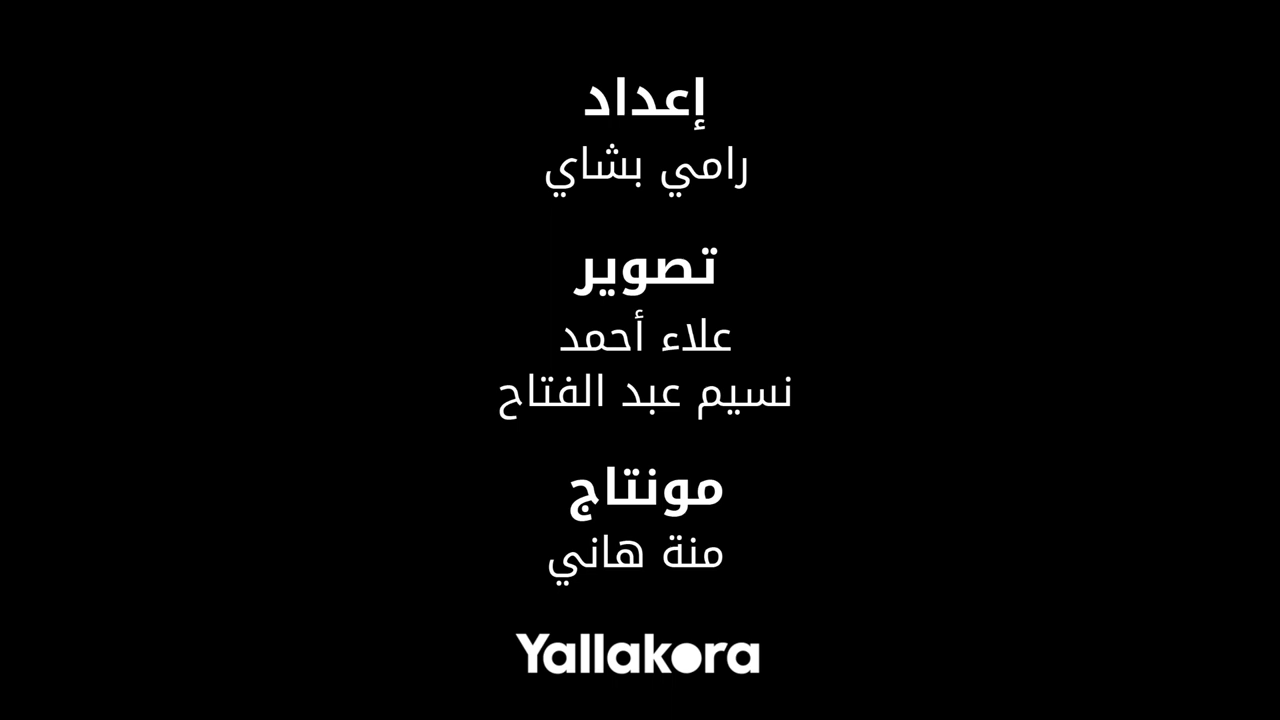 إعداد
رامي بشاي
تصوير
علاء أحمد
نسيم عبد الفتاح
مونتاج
منة هاني
Yallakora